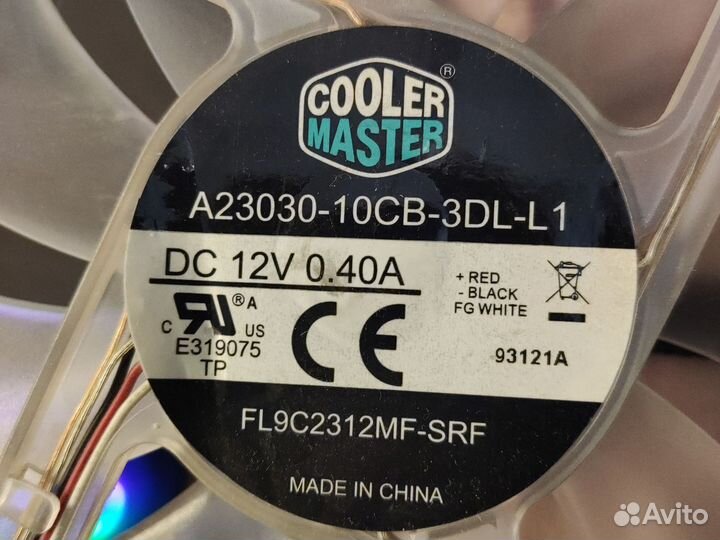 COOLER
MASTER
®
A23030-10CB-3DL-L1
DC 12V 0.40A
+ RED
- BLACK
FG WHITE
C RU ® A US
E319075
TP
CE
93121A
FL9C2312MF-SRF
MADE IN CHINA
Avito